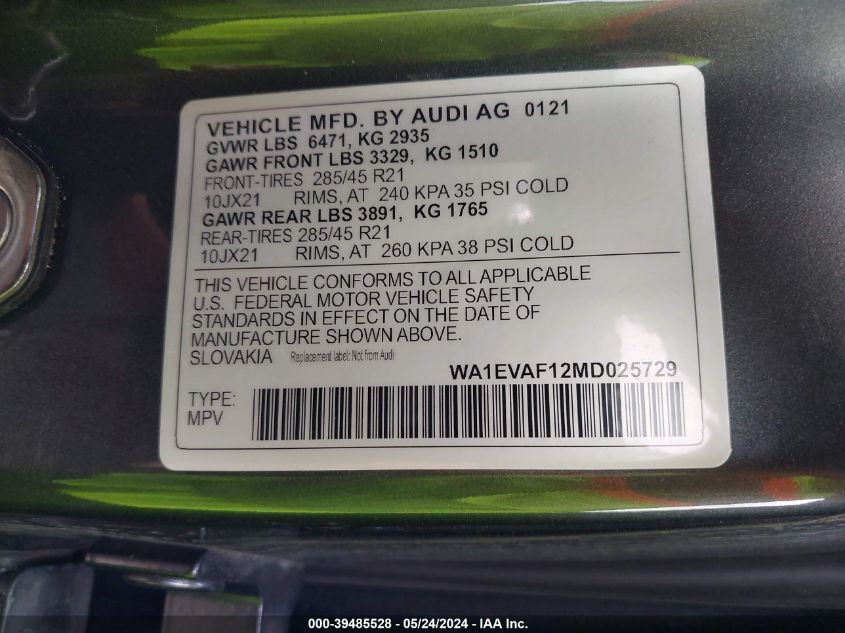 VEHICLE MFD. BY AUDI AG 0121
GVWR LBS 6471, KG 2935
GAWR FRONT LBS 3329, KG 1510
FRONT-TIRES 285/45 R21
10JX21 RIMS, AT 240 KPA 35 PSI COLD
GAWR REAR LBS 3891, KG 1765
REAR-TIRES 285/45 R21
10JX21 RIMS, AT 260 KPA 38 PSI COLD
THIS VEHICLE CONFORMS TO ALL APPLICABLE
U.S. FEDERAL MOTOR VEHICLE SAFETY
STANDARDS IN EFFECT ON THE DATE OF
MANUFACTURE SHOWN ABOVE.
SLOVAKIA Replacement label: Not from Audi
WA1EVAF12MD025729
TYPE:
MPV
000-39485528 - 05/24/2024 - IAA Inc.